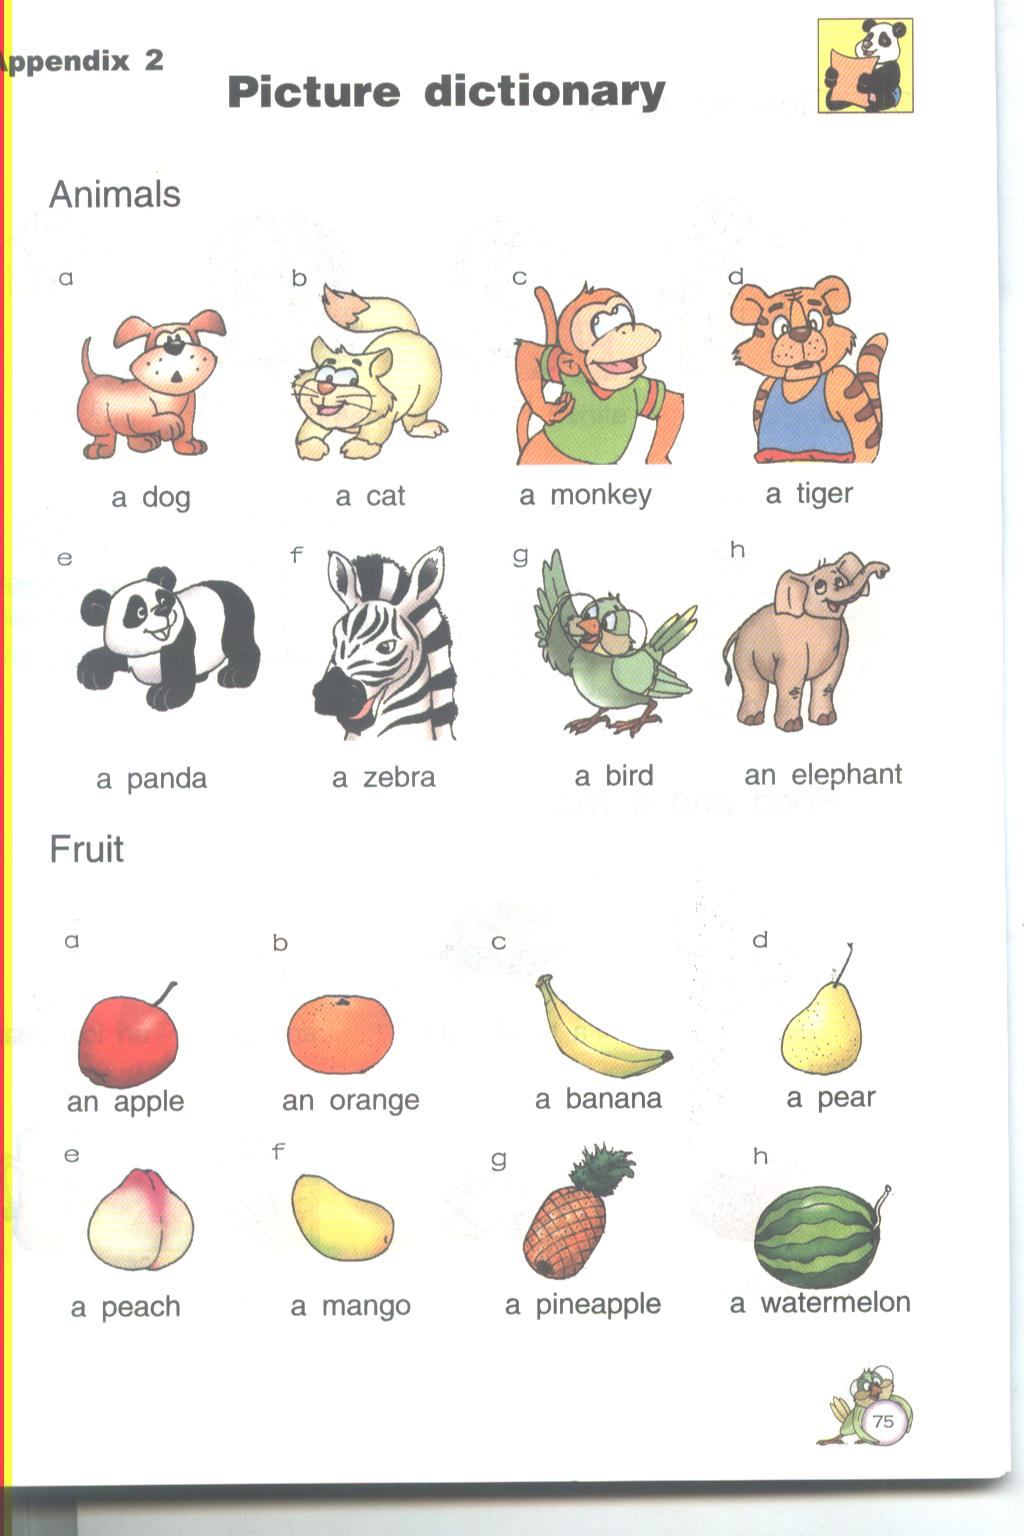 Appendix 2
Picture dictionary
Animals
a b c d
a dog a cat a monkey a tiger
e f g h
a panda a zebra a bird an elephant
Fruit
a b c d
an apple an orange a banana a pear
e f g h
a peach a mango a pineapple a watermelon
75